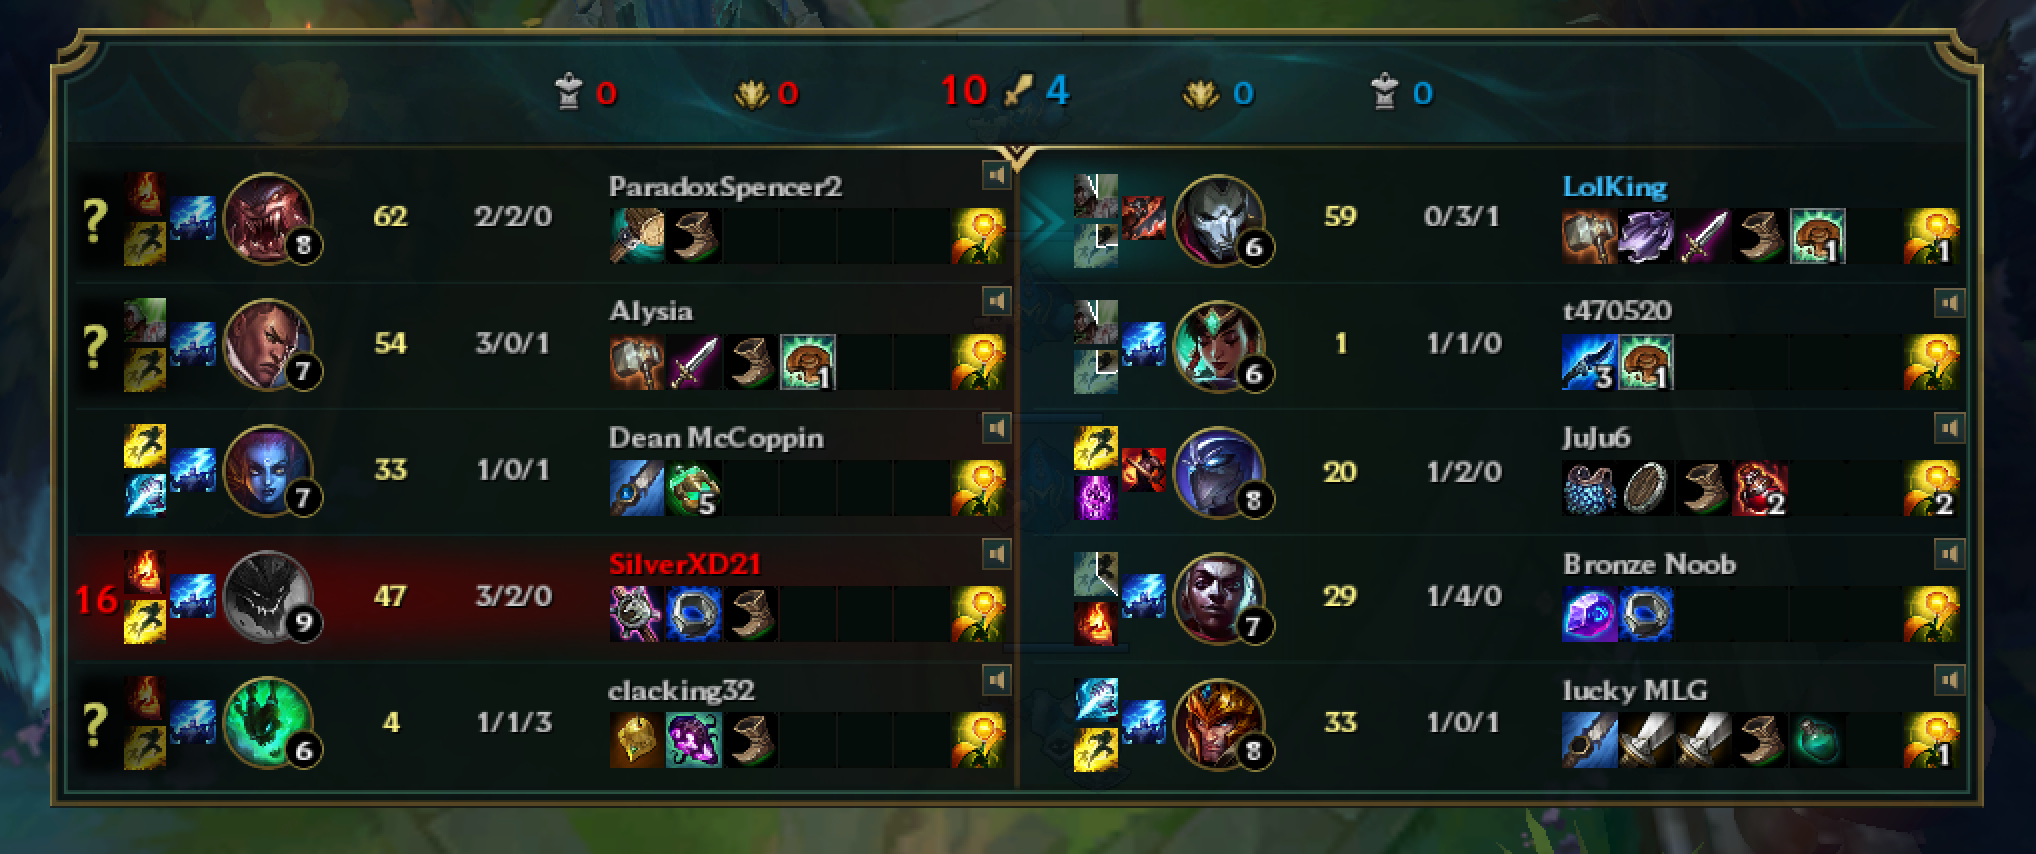 0 0 10 4 0 0
? 8 62 2/2/0 ParadoxSpencer2
6 59 0/3/1 LolKing 1 1
? 7 54 3/0/1 Alysia 1
6 1 1/1/0 t470520 3 1
7 33 1/0/1 Dean McCoppin 5
8 20 1/2/0 JuJu6 2 2
16 9 47 3/2/0 SilverXD21
7 29 1/4/0 Bronze Noob
? 6 4 1/1/3 clacking32
8 33 1/0/1 lucky MLG 1